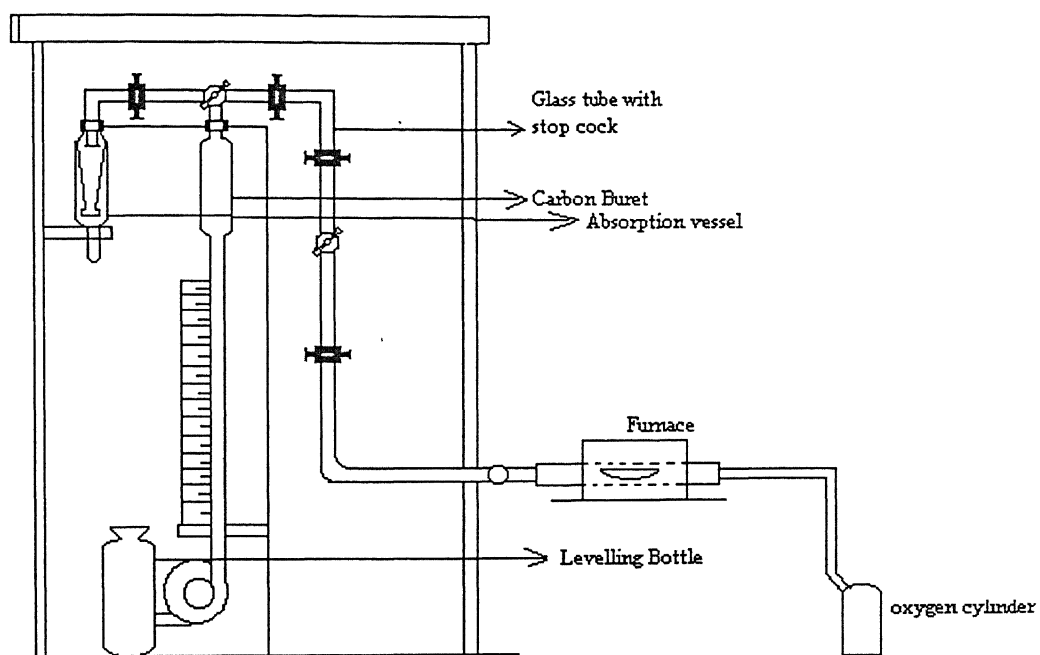 Glass tube with
stop cock
Carbon Buret
Absorption vessel
Furnace
Levelling Bottle
oxygen cylinder